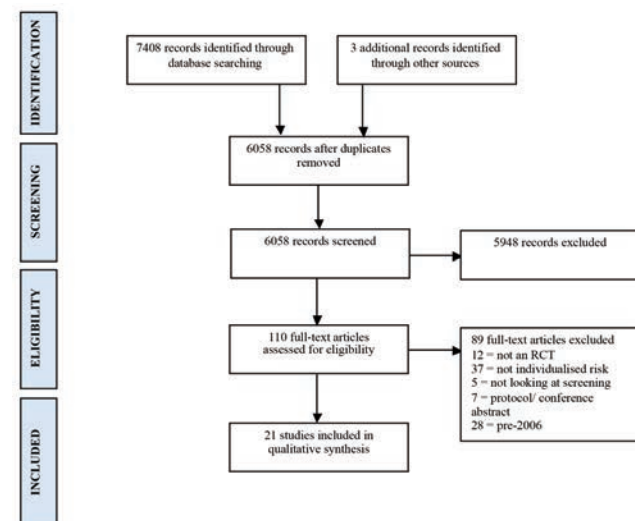 IDENTIFICATION
7408 records identified through
database searching
3 additional records identified
through other sources
6058 records after duplicates
removed
SCREENING
6058 records screened
5948 records excluded
ELIGIBILITY
110 full-text articles
assessed for eligibility
89 full-text articles excluded
12 = not an RCT
37 = not individualised risk
5 = not looking at screening
7 = protocol/ conference
abstract
28 = pre-2006
INCLUDED
21 studies included in
qualitative synthesis